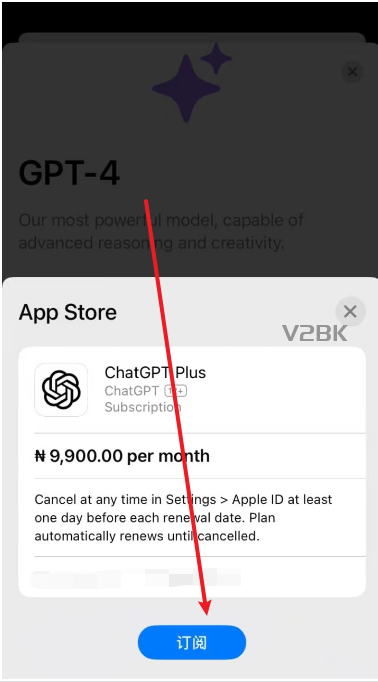 GPT-4
Our most powerful model, capable of
advanced reasoning and creativity.
App Store
V2BK
ChatGPT Plus
ChatGPT 12+
Subscription
₦ 9,900.00 per month
Cancel at any time in Settings > Apple ID at least
one day before each renewal date. Plan
automatically renews until cancelled.
订阅